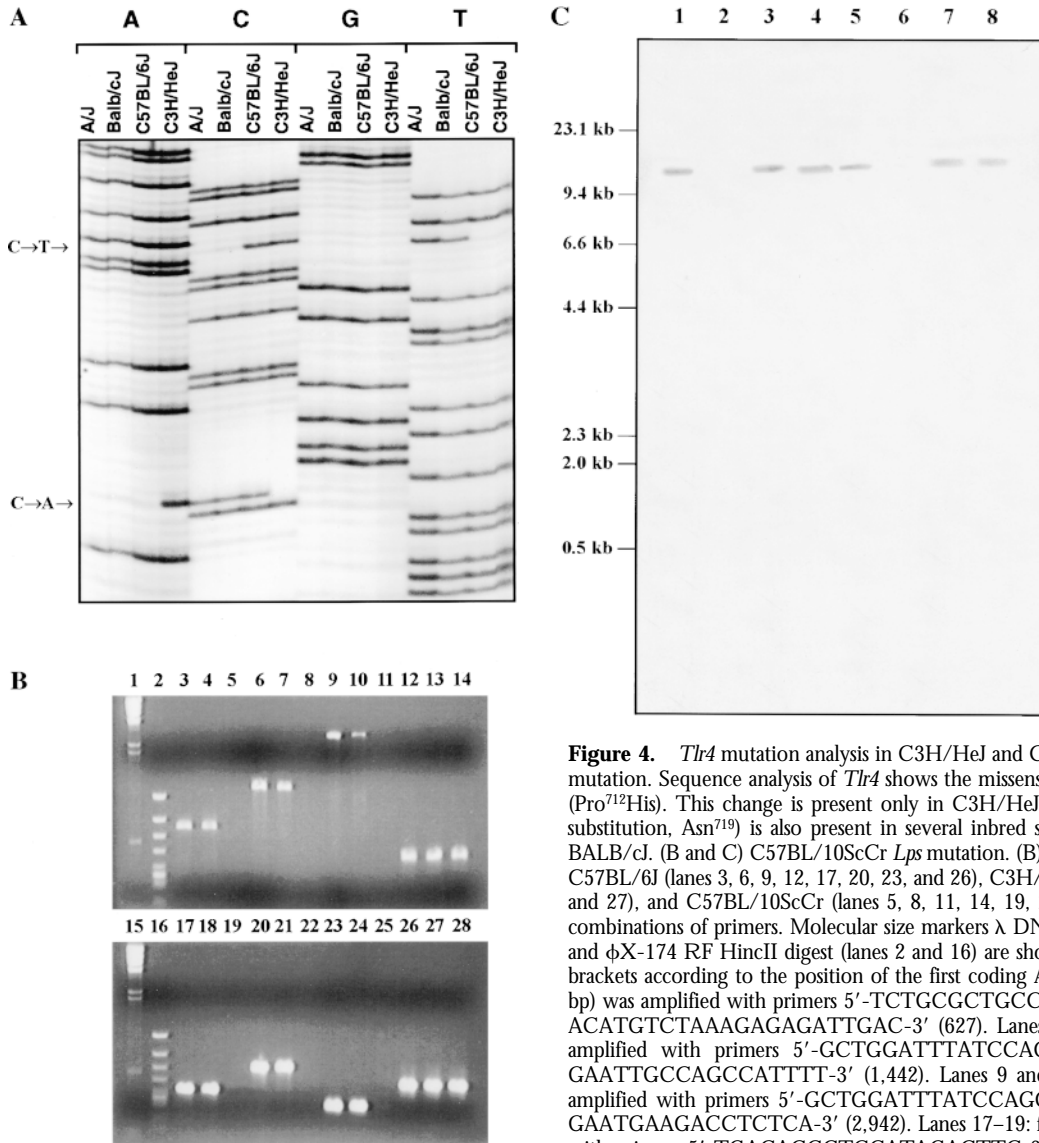 A
A C G T
A/J Balb/cJ C57BL/6J C3H/HeJ A/J Balb/cJ C57BL/6J C3H/HeJ A/J Balb/cJ C57BL/6J C3H/HeJ A/J Balb/cJ C57BL/6J C3H/HeJ
C→T→
C→A→
B
1 2 3 4 5 6 7 8 9 10 11 12 13 14
15 16 17 18 19 20 21 22 23 24 25 26 27 28
C
1 2 3 4 5 6 7 8
23.1 kb
9.4 kb
6.6 kb
4.4 kb
2.3 kb
2.0 kb
0.5 kb
Figure 4. Tlr4 mutation analysis in C3H/HeJ and C
mutation. Sequence analysis of Tlr4 shows the missens
(Pro⁷¹²His). This change is present only in C3H/HeJ
substitution, Asn⁷¹⁹) is also present in several inbred s
BALB/cJ. (B and C) C57BL/10ScCr Lps mutation. (B)
C57BL/6J (lanes 3, 6, 9, 12, 17, 20, 23, and 26), C3H/
and 27), and C57BL/10ScCr (lanes 5, 8, 11, 14, 19,
combinations of primers. Molecular size markers λ DN
and ϕX-174 RF HincII digest (lanes 2 and 16) are sho
brackets according to the position of the first coding A
bp) was amplified with primers 5′-TCTGCGCTGCC
ACATGTCTAAAGAGAGATTGAC-3′ (627). Lanes
amplified with primers 5′-GCTGGATTTATCCAG
GAATTGCCAGCCATTTT-3′ (1,442). Lanes 9 and
amplified with primers 5′-GCTGGATTTATCCAGC
GAATGAAGACCTCTCA-3′ (2,942). Lanes 17–19: f